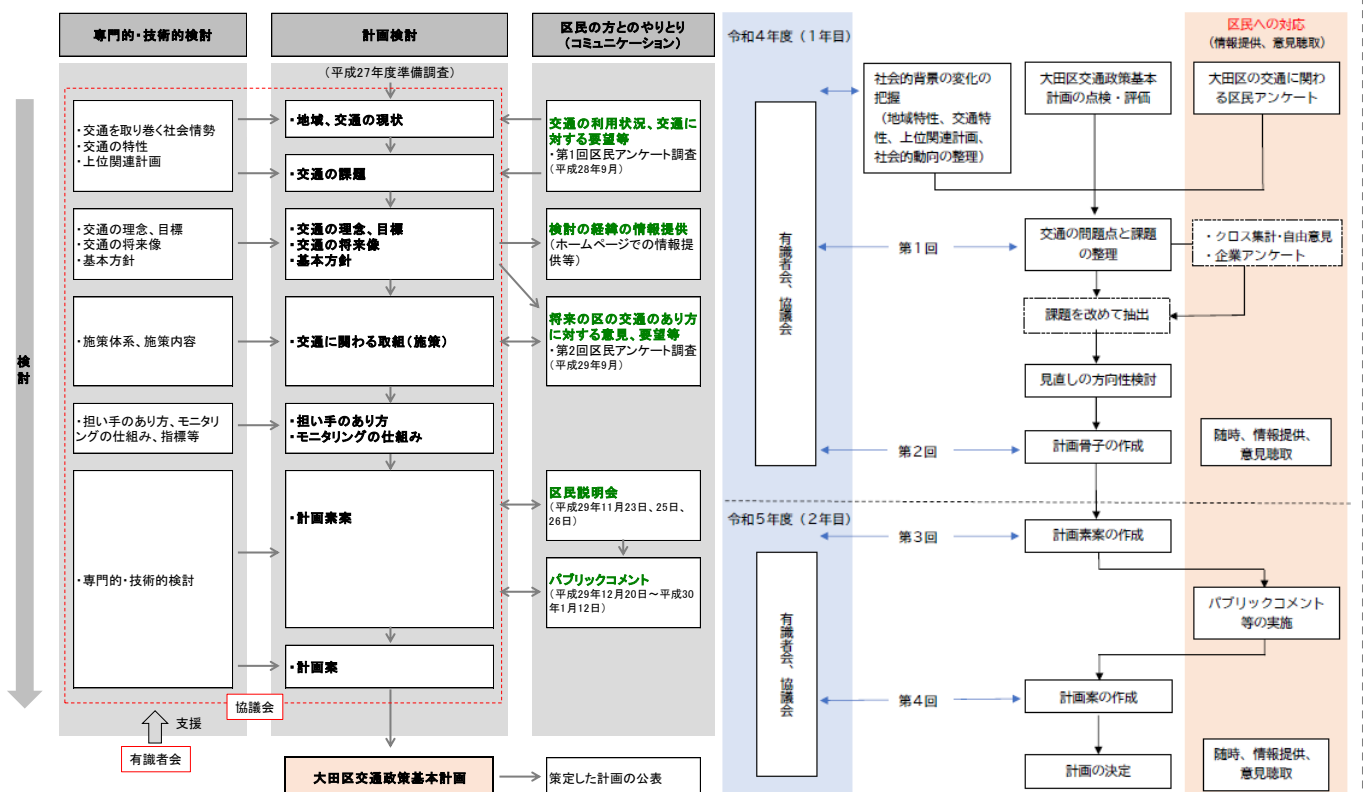 専門的・技術的検討
計画検討
区民の方とのやりとり
(コミュニケーション)
(平成27年度準備調査)
検討
・交通を取り巻く社会情勢
・交通の特性
・上位関連計画
・地域、交通の現状
・交通の課題
交通の利用状況、交通に
対する要望等
・第1回区民アンケート調査
(平成28年9月)
交通の理念、目標
・交通の将来像
・基本方針
・交通の理念、目標
・交通の将来像
・基本方針
検討の経緯の情報提供
(ホームページでの情報提
供等)
・施策体系、施策内容
・交通に関わる取組(施策)
将来の区の交通のあり方
に対する意見、要望等
・第2回区民アンケート調査
(平成29年9月)
・担い手のあり方、モニタリ
ングの仕組み、指標等
・担い手のあり方
・モニタリングの仕組み
・専門的・技術的検討
・計画素案
区民説明会
(平成29年11月23日、25日、
26日)
パブリックコメント
(平成29年12月20日～平成30
年1月12日)
・計画案
協議会
支援
有識者会
大田区交通政策基本計画
策定した計画の公表
令和4年度(1年目)
区民への対応
(情報提供、意見聴取)
社会的背景の変化の
把握
(地域特性、交通特
性、上位関連計画、
社会的動向の整理)
大田区交通政策基本
計画の点検・評価
大田区の交通に関わ
る区民アンケート
有識者会、協議会
第1回
交通の問題点と課題
の整理
・クロス集計・自由意見
・企業アンケート
課題を改めて抽出
見直しの方向性検討
第2回
計画骨子の作成
随時、情報提供、
意見聴取
令和5年度(2年目)
第3回
計画素案の作成
有識者会、協議会
パブリックコメント
等の実施
第4回
計画案の作成
計画の決定
随時、情報提供、
意見聴取